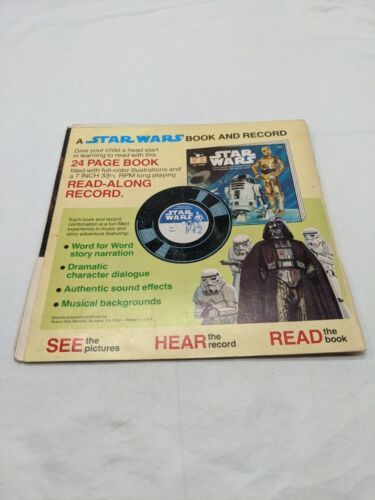 A STAR WARS BOOK AND RECORD
Give your child a head start
in learning to read with this
24 PAGE BOOK
filled with full-color illustrations and
a 7 INCH 33⅓ RPM long playing
READ-ALONG
RECORD.
STAR
WARS
STAR WARS
Each book and record
combination is a fun-filled
experience in music and
story adventure featuring:
• Word for Word
story narration
• Dramatic
character dialogue
• Authentic sound effects
• Musical backgrounds
SEE the pictures
HEAR the record
READ the book